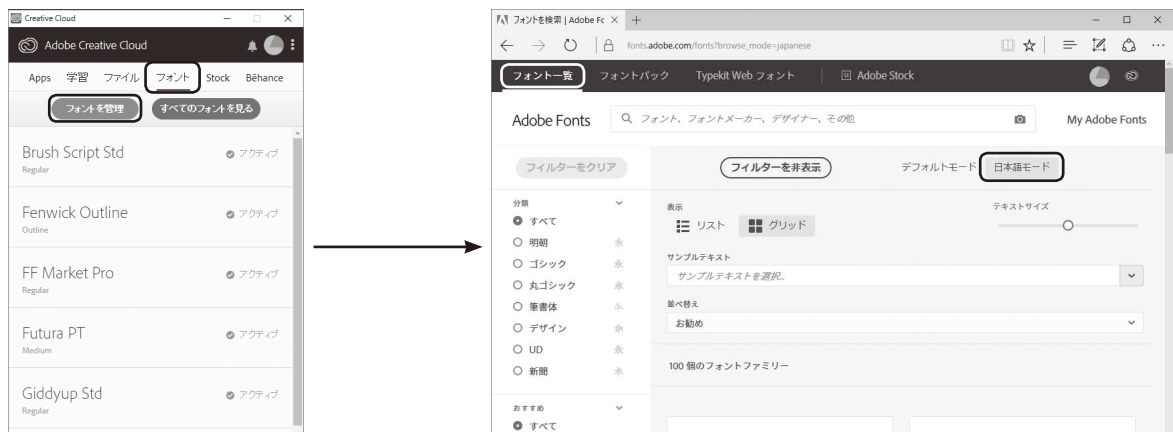 Creative Cloud
Adobe Creative Cloud
Apps 学習 ファイル フォント Stock Bēhance
フォントを管理 すべてのフォントを見る
Brush Script Std アクティブ
Regular
Fenwick Outline アクティブ
Outline
FF Market Pro アクティブ
Regular
Futura PT アクティブ
Medium
Giddyup Std アクティブ
Regular
フォントを検索 | Adobe Fc
fonts.adobe.com/fonts?browse_mode=japanese
フォント一覧 フォントパック Typekit Web フォント Adobe Stock
Adobe Fonts フォント、フォントメーカー、デザイナー、その他 My Adobe Fonts
フィルターをクリア フィルターを非表示 デフォルトモード 日本語モード
分類
すべて
明朝 永
ゴシック 永
丸ゴシック 永
筆書体 永
デザイン 永
UD 永
新聞 永
おすすめ
すべて
表示 テキストサイズ
リスト グリッド
サンプルテキスト
サンプルテキストを選択...
並べ替え
お勧め
100 個のフォントファミリー